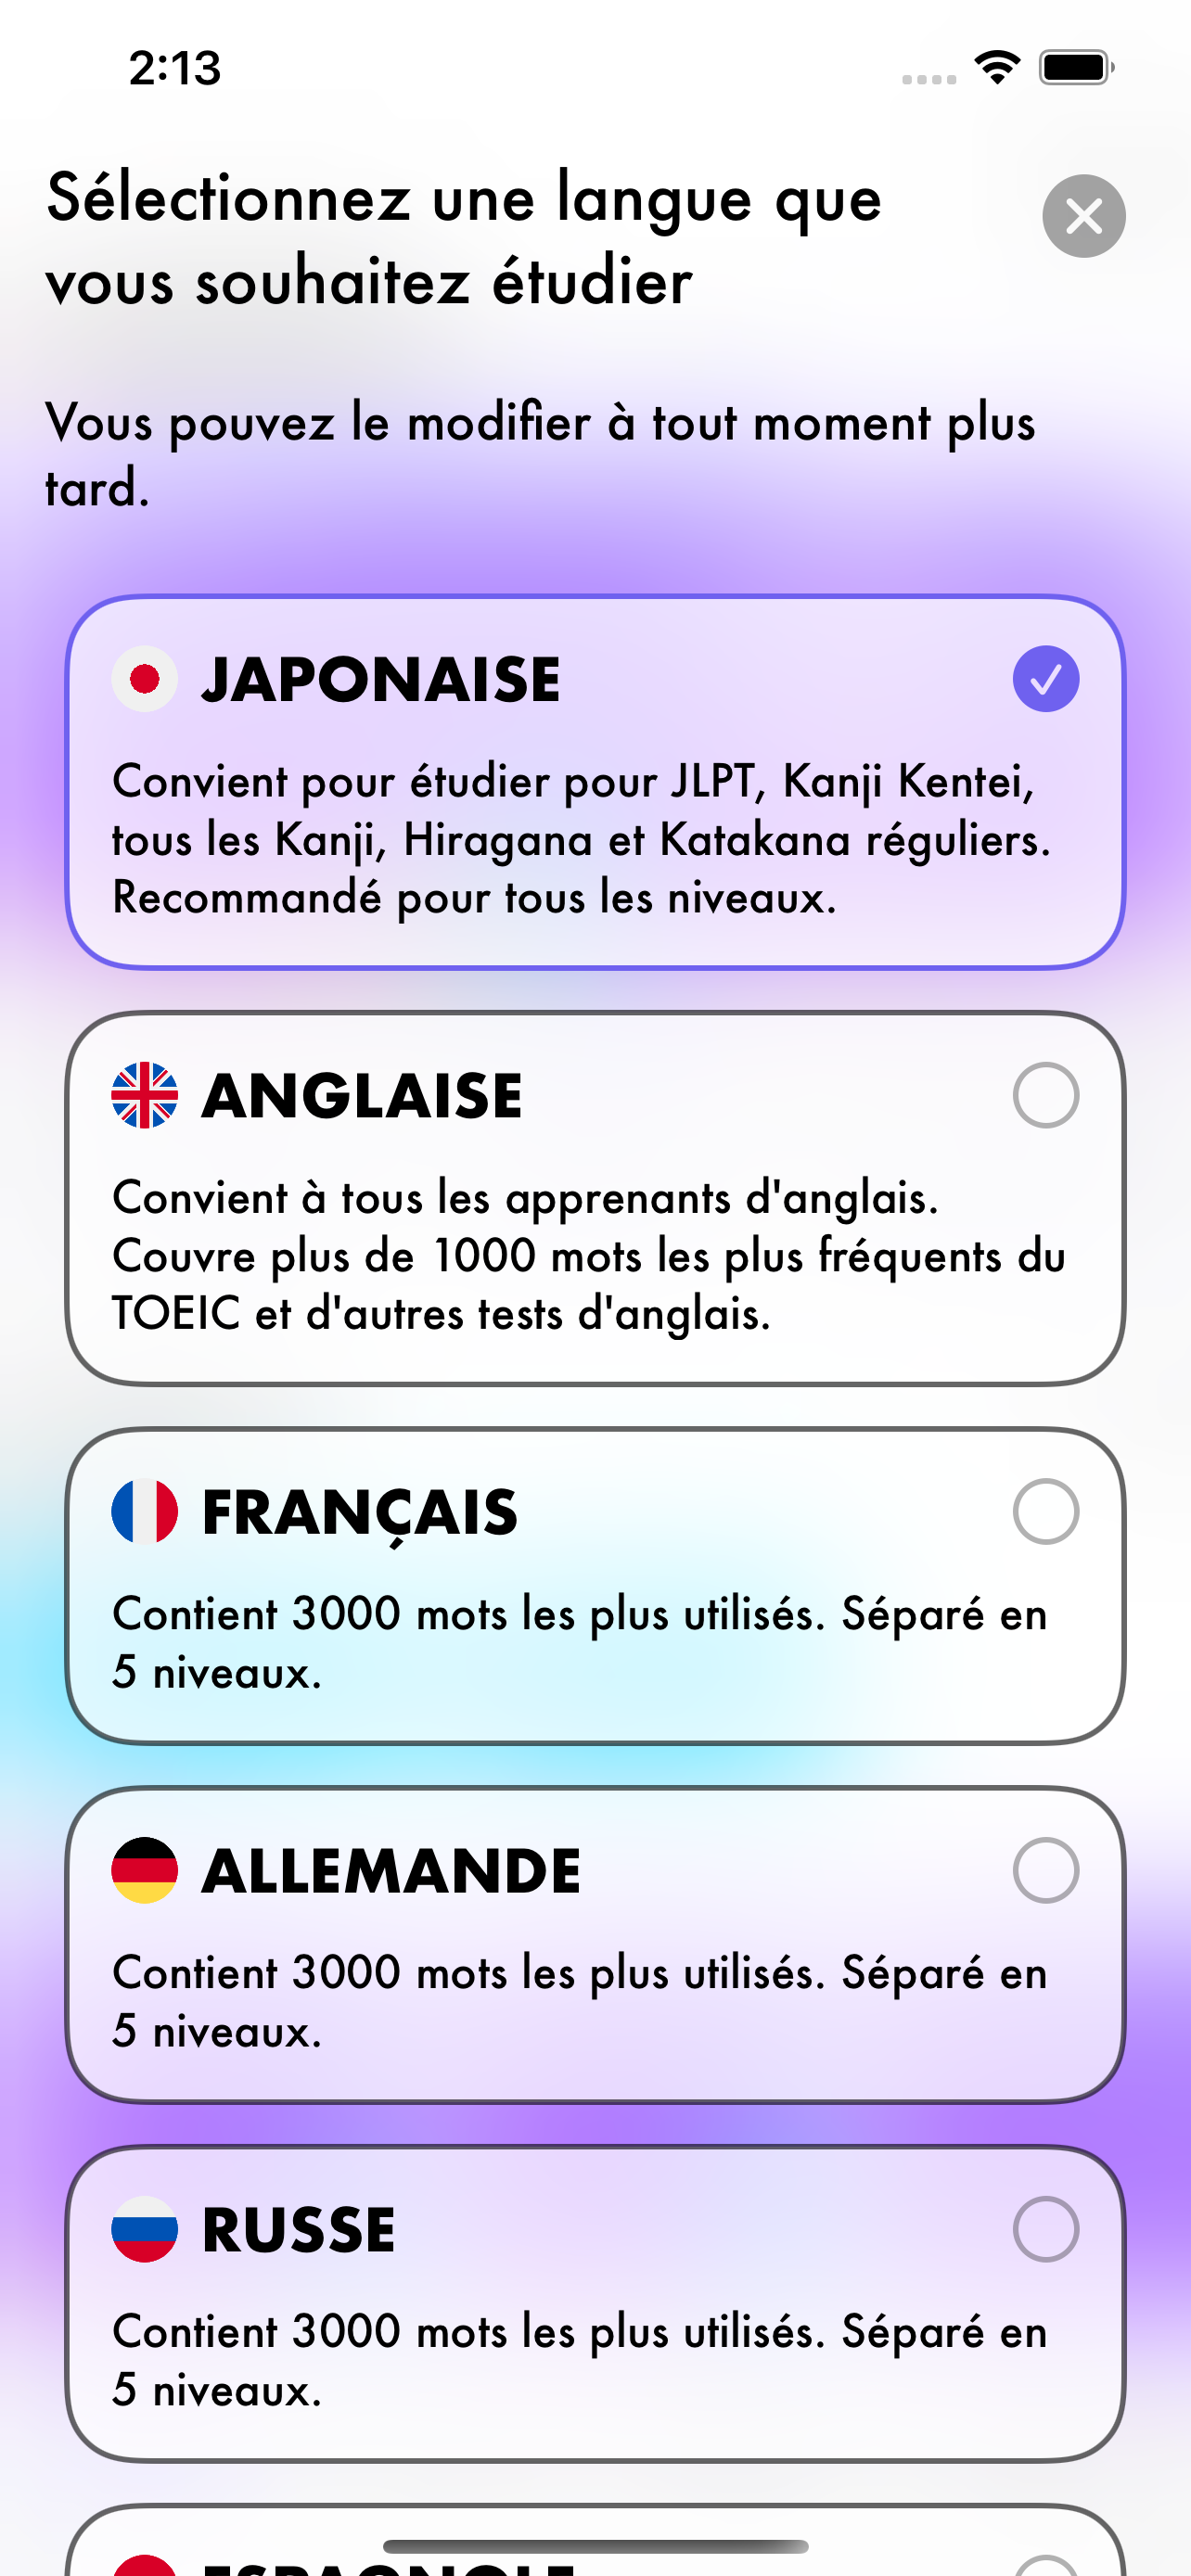 2:13
Sélectionnez une langue que
vous souhaitez étudier
Vous pouvez le modifier à tout moment plus
tard.
JAPONAISE
Convient pour étudier pour JLPT, Kanji Kentei,
tous les Kanji, Hiragana et Katakana réguliers.
Recommandé pour tous les niveaux.
ANGLAISE
Convient à tous les apprenants d'anglais.
Couvre plus de 1000 mots les plus fréquents du
TOEIC et d'autres tests d'anglais.
FRANÇAIS
Contient 3000 mots les plus utilisés. Séparé en
5 niveaux.
ALLEMANDE
Contient 3000 mots les plus utilisés. Séparé en
5 niveaux.
RUSSE
Contient 3000 mots les plus utilisés. Séparé en
5 niveaux.
ESPAGNOLE